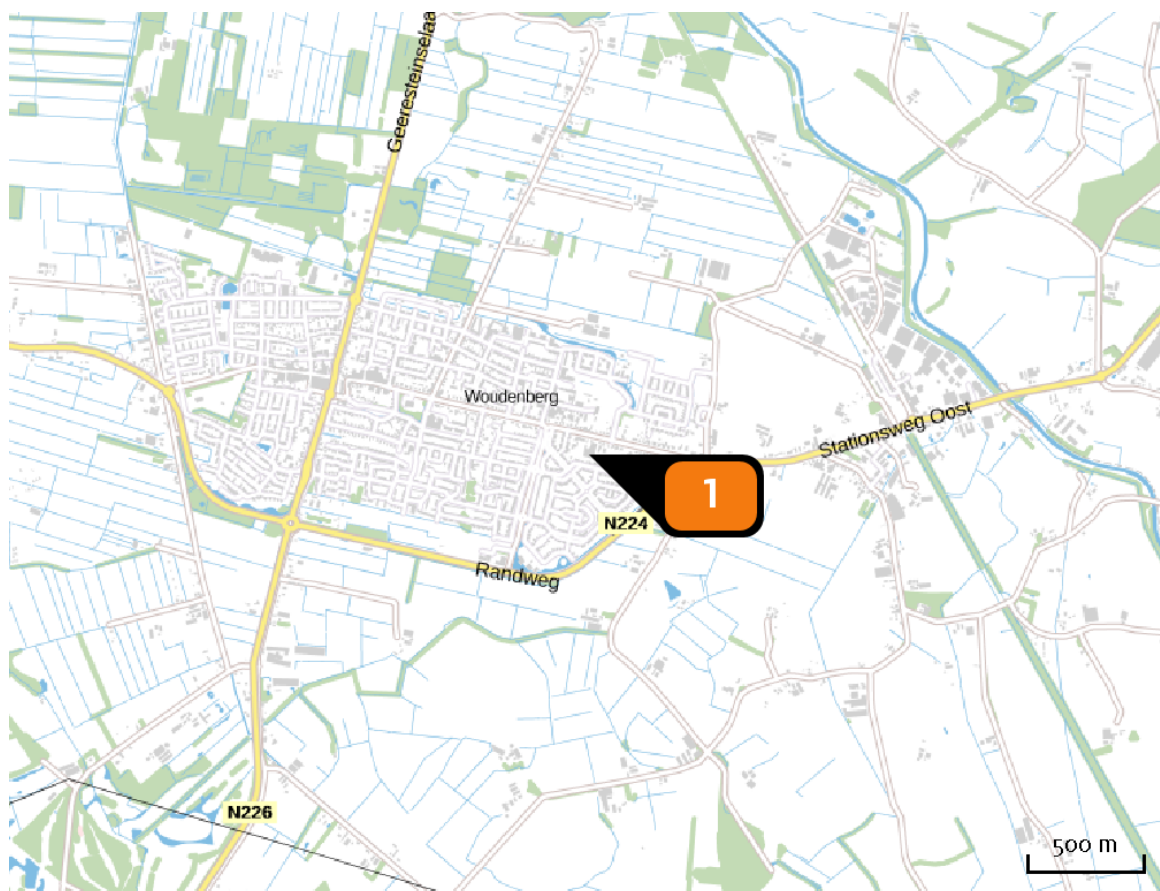 Geeresteinselaa
Woudenberg
Stationsweg Oost
1
N224
Randweg
N226
500 m